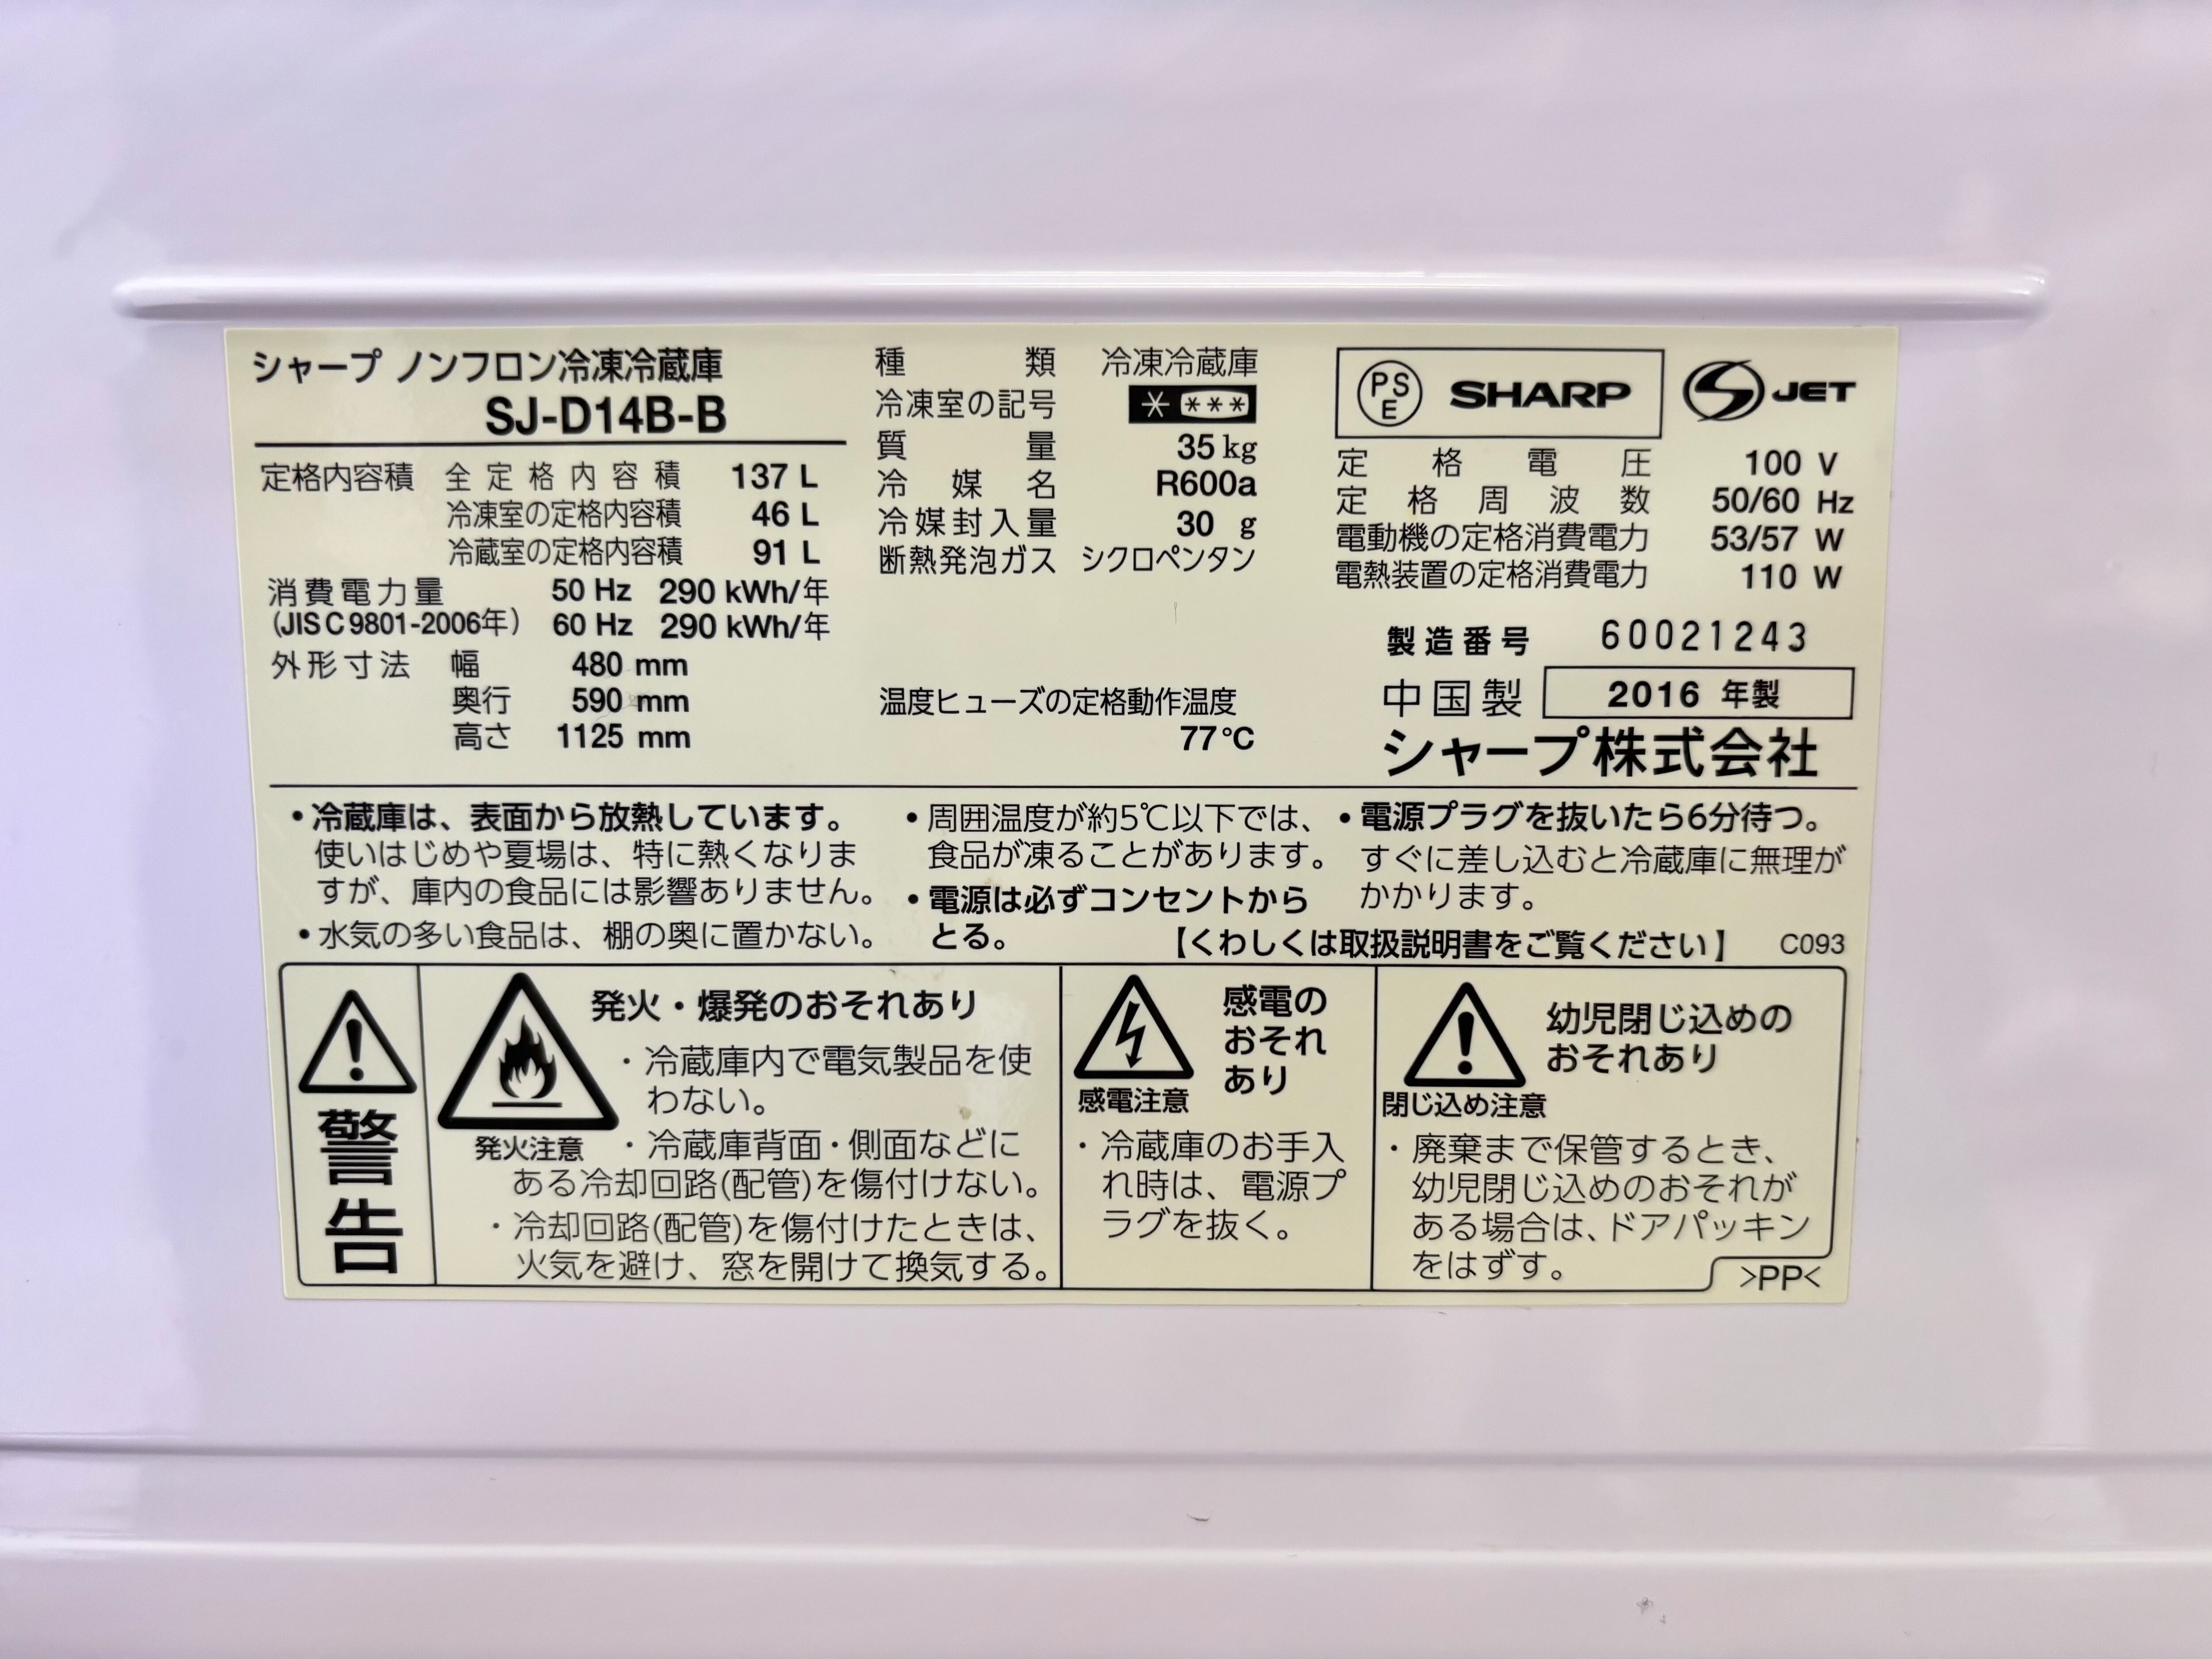 シャープ ノンフロン冷凍冷蔵庫
SJ-D14B-B
定格内容積 全定格内容積 137 L
冷凍室の定格内容積 46 L
冷蔵室の定格内容積 91 L
消費電力量 50 Hz 290 kWh/年
(JIS C 9801-2006年) 60 Hz 290 kWh/年
外形寸法 幅 480 mm
奥行 590 mm
高さ 1125 mm
種類 冷凍冷蔵庫
冷凍室の記号 * ***
質量 35 kg
冷媒名 R600a
冷媒封入量 30 g
断熱発泡ガス シクロペンタン
温度ヒューズの定格動作温度
77℃
PSE SHARP JET
定格電圧 100 V
定格周波数 50/60 Hz
電動機の定格消費電力 53/57 W
電熱装置の定格消費電力 110 W
製造番号 60021243
中国製 2016 年製
シャープ株式会社
・冷蔵庫は、表面から放熱しています。
使いはじめや夏場は、特に熱くなりま
すが、庫内の食品には影響ありません。
・水気の多い食品は、棚の奥に置かない。
・周囲温度が約5℃以下では、
食品が凍ることがあります。
・電源は必ずコンセントから
とる。
・電源プラグを抜いたら6分待つ。
すぐに差し込むと冷蔵庫に無理が
かかります。
【くわしくは取扱説明書をご覧ください】 C093
警告
発火注意
発火・爆発のおそれあり
・冷蔵庫内で電気製品を使
わない。
・冷蔵庫背面・側面などに
ある冷却回路(配管)を傷付けない。
・冷却回路(配管)を傷付けたときは、
火気を避け、窓を開けて換気する。
感電注意
感電の
おそれ
あり
・冷蔵庫のお手入
れ時は、電源プ
ラグを抜く。
閉じ込め注意
幼児閉じ込めの
おそれあり
・廃棄まで保管するとき、
幼児閉じ込めのおそれが
ある場合は、ドアパッキン
をはずす。
>PP<